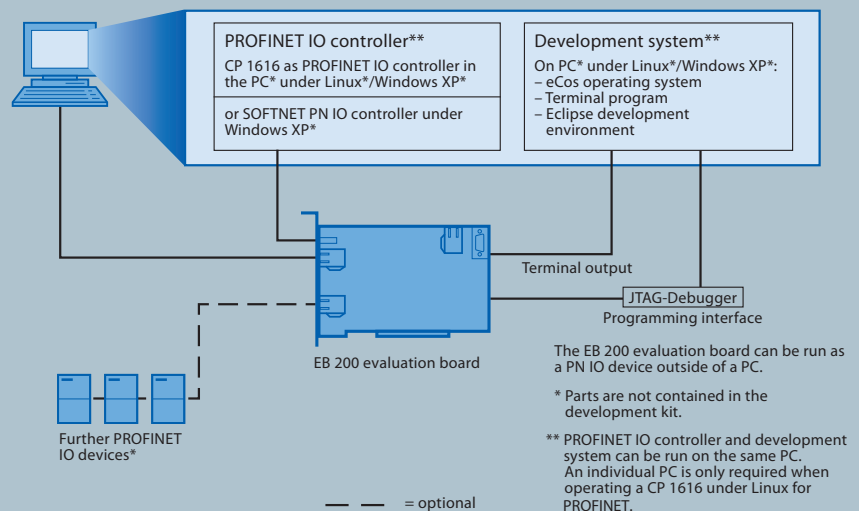 PROFINET IO controller**
CP 1616 as PROFINET IO controller in
the PC* under Linux*/Windows XP*
or SOFTNET PN IO controller under
Windows XP*
Development system**
On PC* under Linux*/Windows XP*:
– eCos operating system
– Terminal program
– Eclipse development
environment
Terminal output
JTAG-Debugger
Programming interface
EB 200 evaluation board
Further PROFINET
IO devices*
= optional
The EB 200 evaluation board can be run as
a PN IO device outside of a PC.
* Parts are not contained in the
development kit.
** PROFINET IO controller and development
system can be run on the same PC.
An individual PC is only required when
operating a CP 1616 under Linux for
PROFINET.